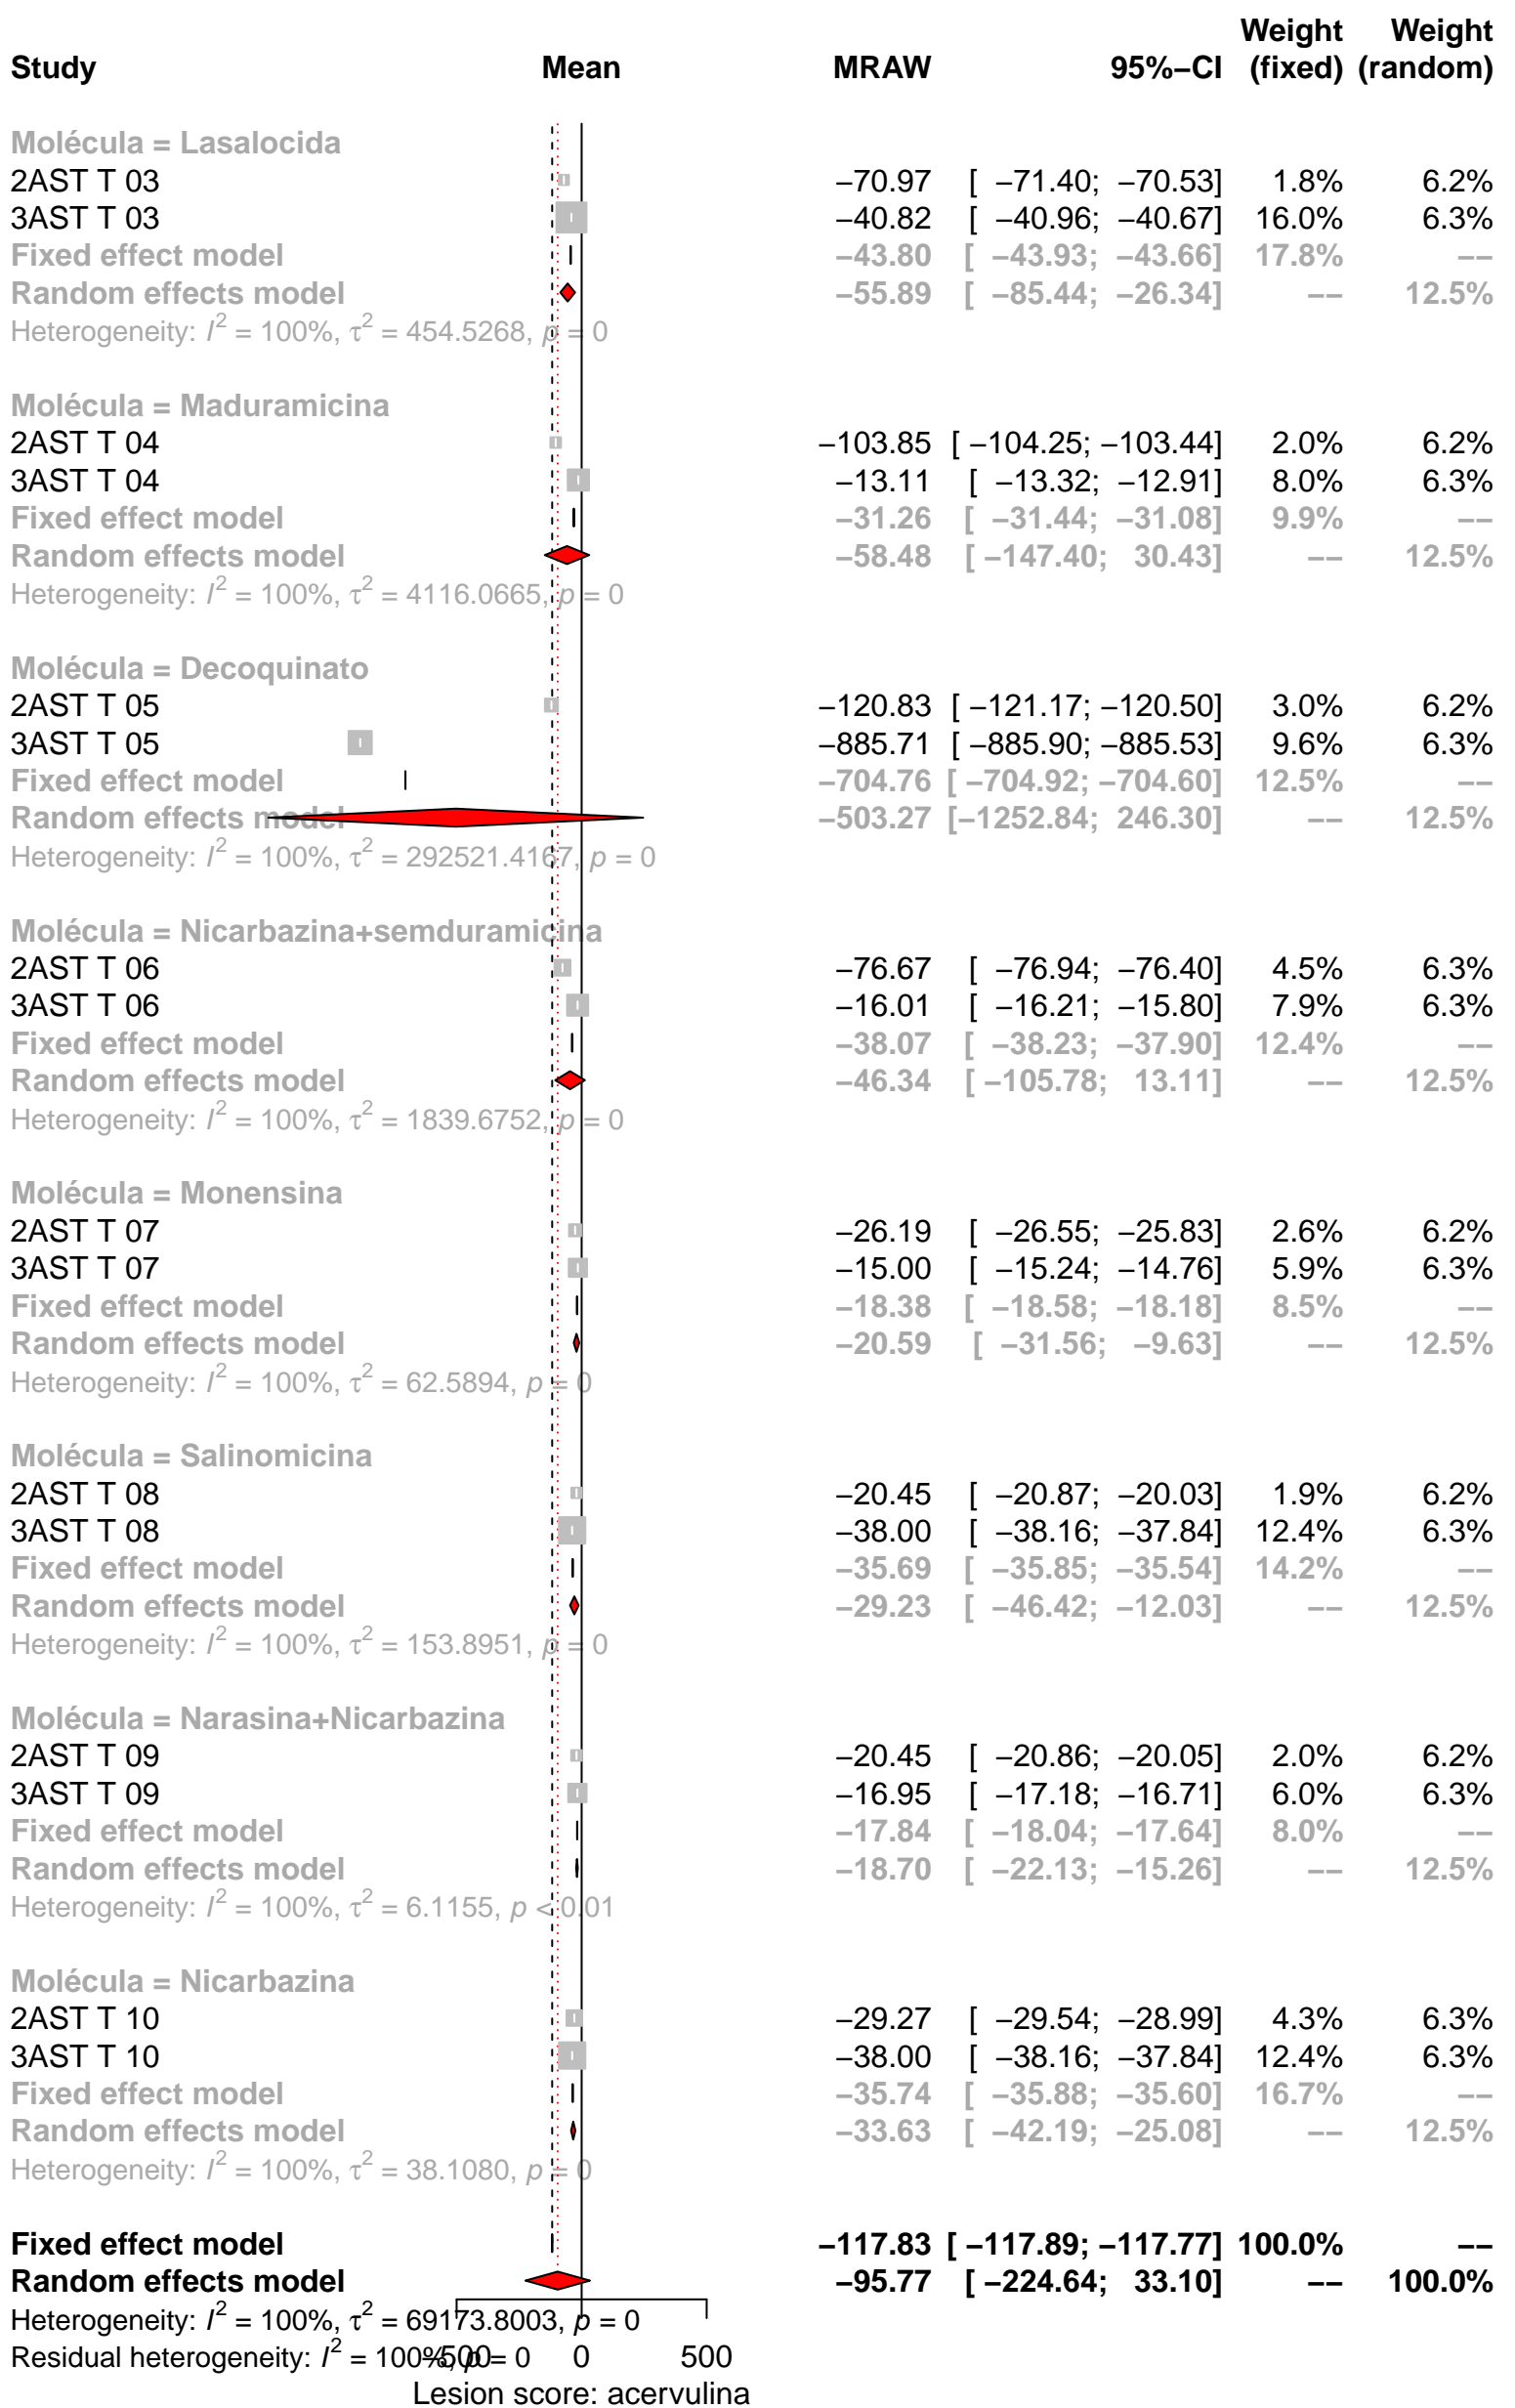 Weight Weight
Study Mean MRAW 95%−CI (fixed) (random)
Molécula = Lasalocida
2AST T 03 −70.97 [ −71.40; −70.53] 1.8% 6.2%
3AST T 03 −40.82 [ −40.96; −40.67] 16.0% 6.3%
Fixed effect model −43.80 [ −43.93; −43.66] 17.8% −−
Random effects model −55.89 [ −85.44; −26.34] −− 12.5%
Heterogeneity: I² = 100%, τ² = 454.5268, p = 0
Molécula = Maduramicina
2AST T 04 −103.85 [ −104.25; −103.44] 2.0% 6.2%
3AST T 04 −13.11 [ −13.32; −12.91] 8.0% 6.3%
Fixed effect model −31.26 [ −31.44; −31.08] 9.9% −−
Random effects model −58.48 [ −147.40; 30.43] −− 12.5%
Heterogeneity: I² = 100%, τ² = 4116.0665, p = 0
Molécula = Decoquinato
2AST T 05 −120.83 [ −121.17; −120.50] 3.0% 6.2%
3AST T 05 −885.71 [ −885.90; −885.53] 9.6% 6.3%
Fixed effect model −704.76 [ −704.92; −704.60] 12.5% −−
Random effects model −503.27 [−1252.84; 246.30] −− 12.5%
Heterogeneity: I² = 100%, τ² = 292521.4167, p = 0
Molécula = Nicarbazina+semduramicina
2AST T 06 −76.67 [ −76.94; −76.40] 4.5% 6.3%
3AST T 06 −16.01 [ −16.21; −15.80] 7.9% 6.3%
Fixed effect model −38.07 [ −38.23; −37.90] 12.4% −−
Random effects model −46.34 [ −105.78; 13.11] −− 12.5%
Heterogeneity: I² = 100%, τ² = 1839.6752, p = 0
Molécula = Monensina
2AST T 07 −26.19 [ −26.55; −25.83] 2.6% 6.2%
3AST T 07 −15.00 [ −15.24; −14.76] 5.9% 6.3%
Fixed effect model −18.38 [ −18.58; −18.18] 8.5% −−
Random effects model −20.59 [ −31.56; −9.63] −− 12.5%
Heterogeneity: I² = 100%, τ² = 62.5894, p = 0
Molécula = Salinomicina
2AST T 08 −20.45 [ −20.87; −20.03] 1.9% 6.2%
3AST T 08 −38.00 [ −38.16; −37.84] 12.4% 6.3%
Fixed effect model −35.69 [ −35.85; −35.54] 14.2% −−
Random effects model −29.23 [ −46.42; −12.03] −− 12.5%
Heterogeneity: I² = 100%, τ² = 153.8951, p = 0
Molécula = Narasina+Nicarbazina
2AST T 09 −20.45 [ −20.86; −20.05] 2.0% 6.2%
3AST T 09 −16.95 [ −17.18; −16.71] 6.0% 6.3%
Fixed effect model −17.84 [ −18.04; −17.64] 8.0% −−
Random effects model −18.70 [ −22.13; −15.26] −− 12.5%
Heterogeneity: I² = 100%, τ² = 6.1155, p < 0.01
Molécula = Nicarbazina
2AST T 10 −29.27 [ −29.54; −28.99] 4.3% 6.3%
3AST T 10 −38.00 [ −38.16; −37.84] 12.4% 6.3%
Fixed effect model −35.74 [ −35.88; −35.60] 16.7% −−
Random effects model −33.63 [ −42.19; −25.08] −− 12.5%
Heterogeneity: I² = 100%, τ² = 38.1080, p = 0
Fixed effect model −117.83 [ −117.89; −117.77] 100.0% −−
Random effects model −95.77 [ −224.64; 33.10] −− 100.0%
Heterogeneity: I² = 100%, τ² = 69173.8003, p = 0
Residual heterogeneity: I² = 100%, p = 0
−500 0 500
Lesion score: acervulina